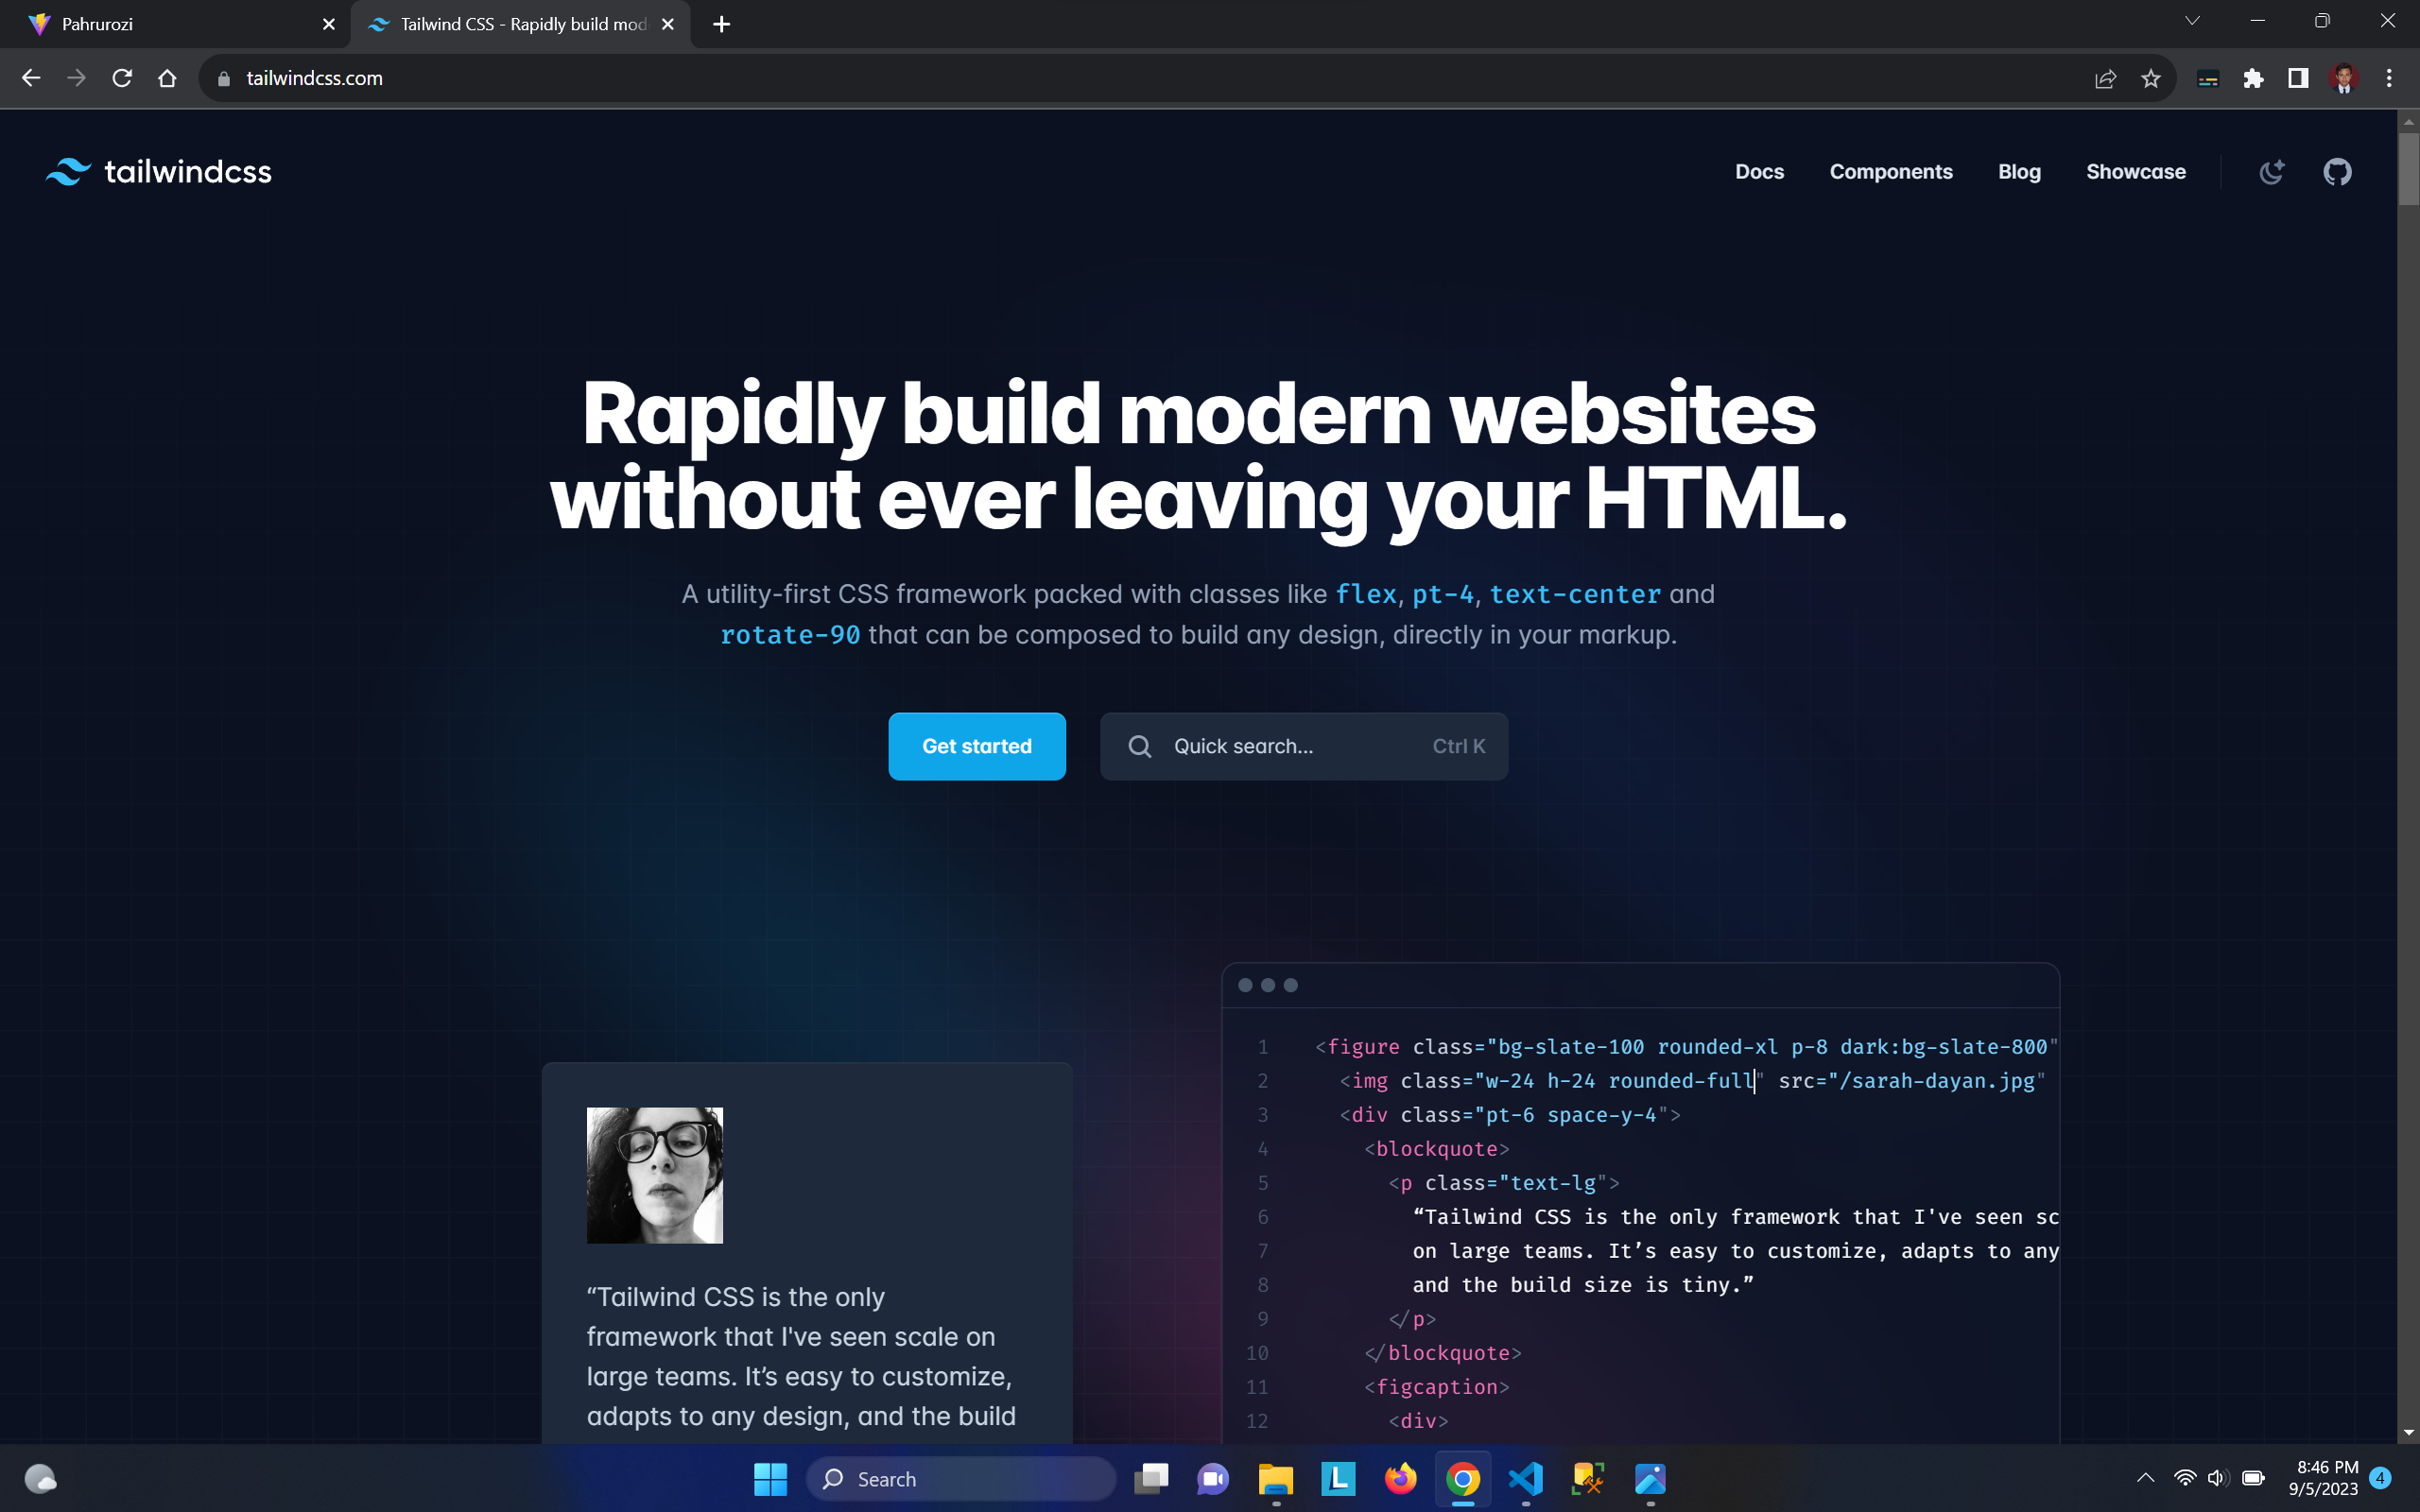 Pahrurozi
Tailwind CSS - Rapidly build mod
tailwindcss.com
tailwindcss
Docs
Components
Blog
Showcase
Rapidly build modern websites
without ever leaving your HTML.
A utility-first CSS framework packed with classes like flex, pt-4, text-center and
rotate-90 that can be composed to build any design, directly in your markup.
Get started
Quick search...
Ctrl K
“Tailwind CSS is the only
framework that I've seen scale on
large teams. It’s easy to customize,
adapts to any design, and the build
1 <figure class="bg-slate-100 rounded-xl p-8 dark:bg-slate-800"
2 <img class="w-24 h-24 rounded-full" src="/sarah-dayan.jpg"
3 <div class="pt-6 space-y-4">
4 <blockquote>
5 <p class="text-lg">
6 “Tailwind CSS is the only framework that I've seen sc
7 on large teams. It’s easy to customize, adapts to any
8 and the build size is tiny.”
9 </p>
10 </blockquote>
11 <figcaption>
12 <div>
Search
L
8:46 PM
9/5/2023
4